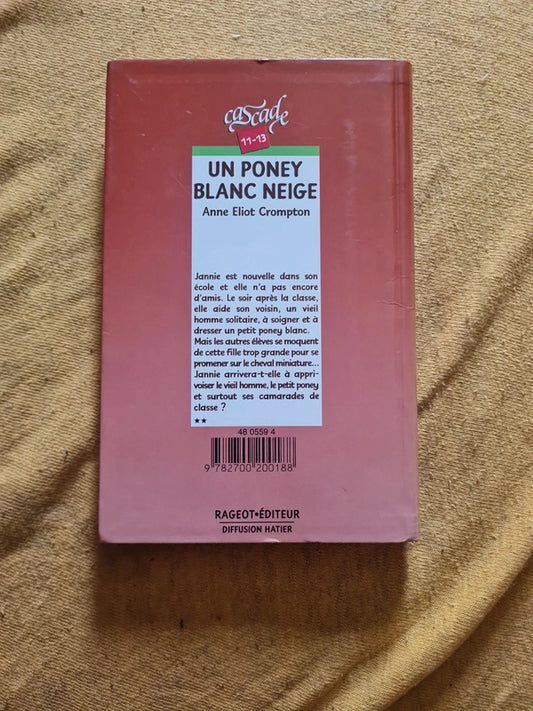 cascade
11-13
UN PONEY
BLANC NEIGE
Anne Eliot Crompton
Jannie est nouvelle dans son
école et elle n'a pas encore
d'amis. Le soir après la classe,
elle aide son voisin, un vieil
homme solitaire, à soigner et à
dresser un petit poney blanc.
Mais les autres élèves se moquent
de cette fille trop grande pour se
promener sur le cheval miniature...
Jannie arrivera-t-elle à appri-
voiser le vieil homme, le petit poney
et surtout ses camarades de
classe ?
★★
48 0559 4
9 782700 200188
RAGEOT•ÉDITEUR
DIFFUSION HATIER